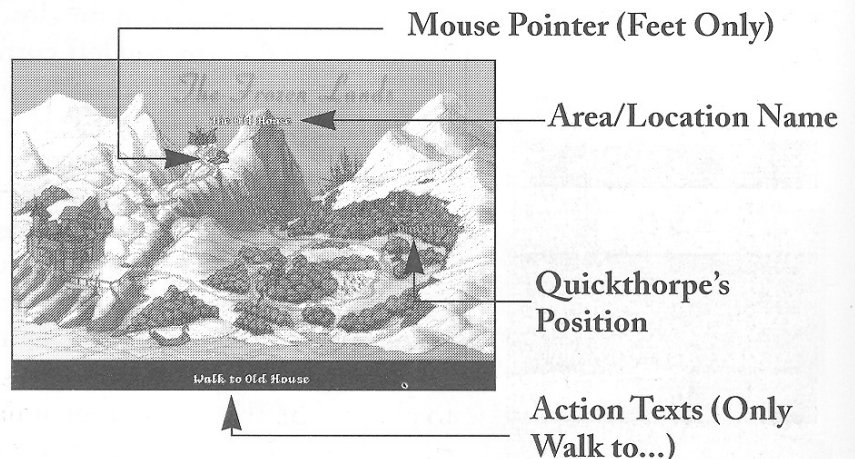 Mouse Pointer (Feet Only)
The Frozen Lands
The Old House
Area/Location Name
Quickthorpe's
Position
Walk to Old House
Action Texts (Only
Walk to...)